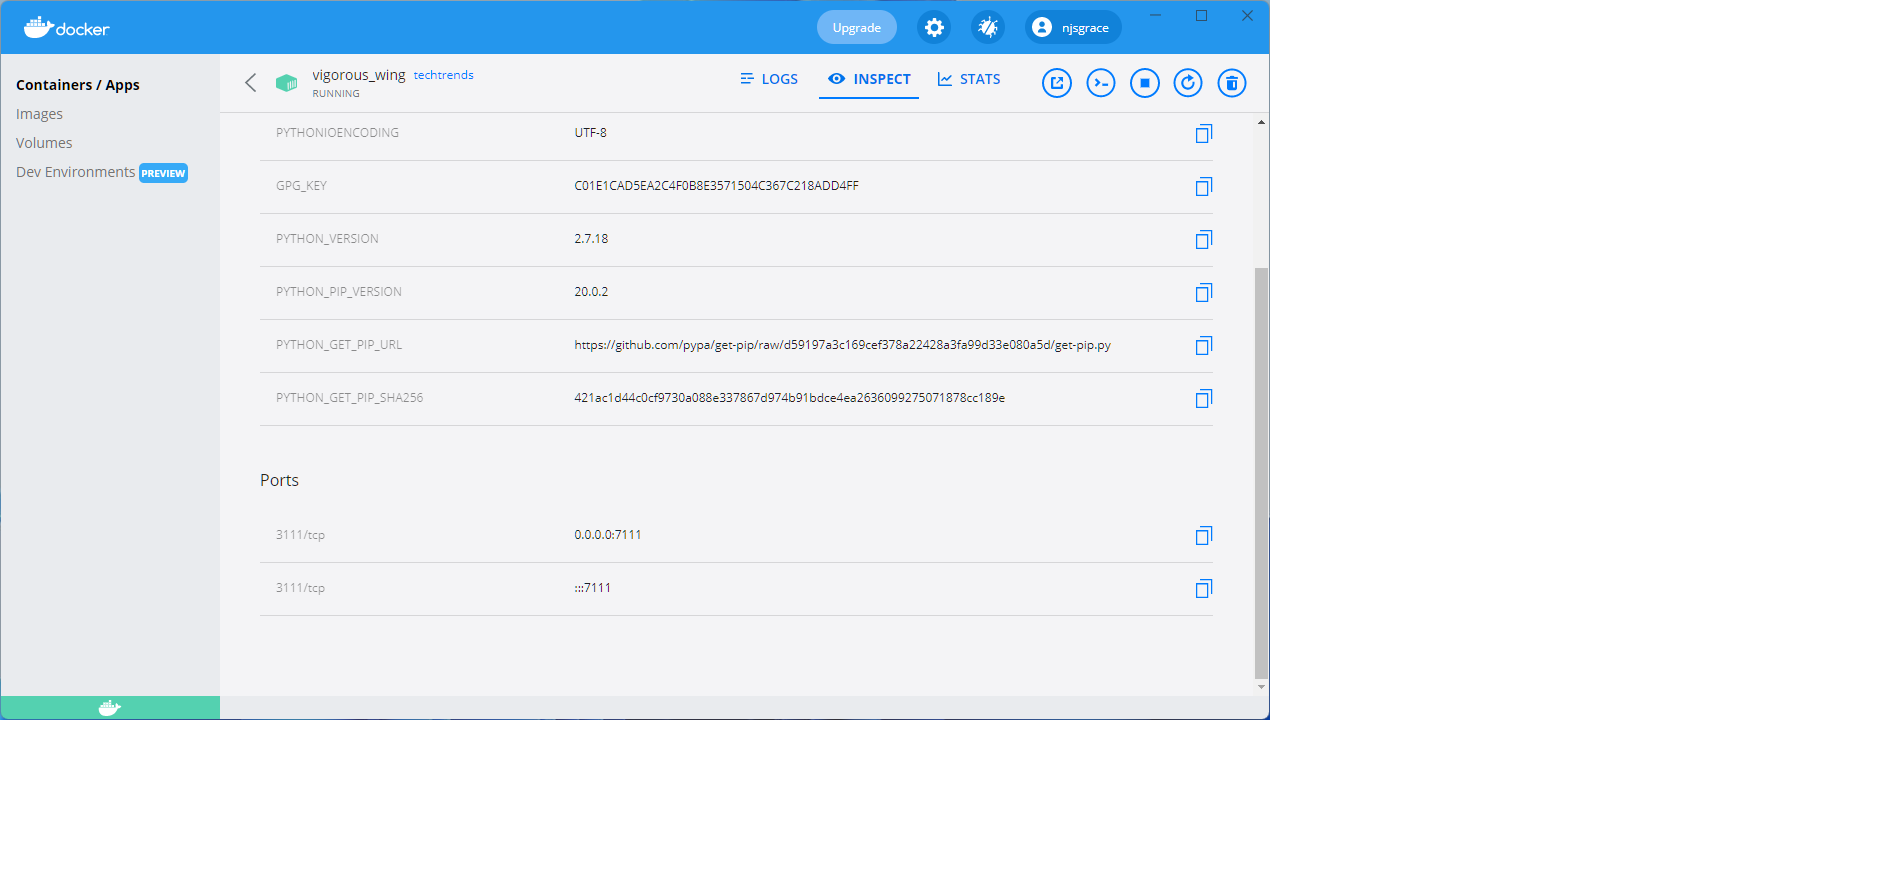 docker
Upgrade
njsgrace
Containers / Apps
Images
Volumes
Dev Environments PREVIEW
vigorous_wing techtrends
RUNNING
LOGS
INSPECT
STATS
PYTHONIOENCODING UTF-8
GPG_KEY C01E1CAD5EA2C4F0B8E3571504C367C218ADD4FF
PYTHON_VERSION 2.7.18
PYTHON_PIP_VERSION 20.0.2
PYTHON_GET_PIP_URL https://github.com/pypa/get-pip/raw/d59197a3c169cef378a22428a3fa99d33e080a5d/get-pip.py
PYTHON_GET_PIP_SHA256 421ac1d44c0cf9730a088e337867d974b91bdce4ea2636099275071878cc189e
Ports
3111/tcp 0.0.0.0:7111
3111/tcp :::7111